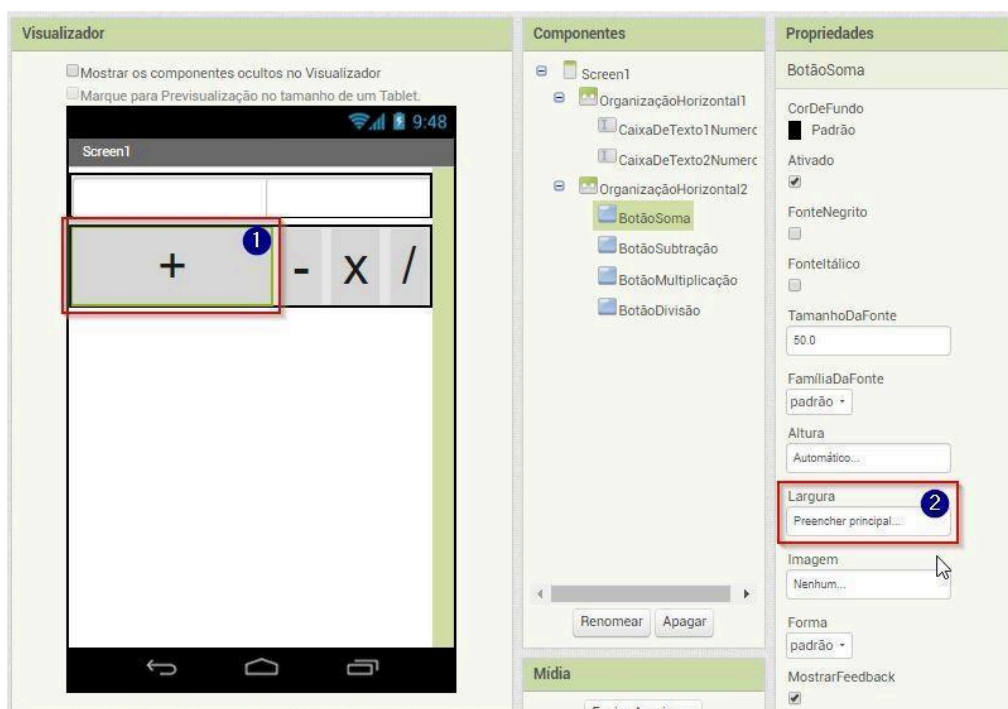 Visualizador
Mostrar os componentes ocultos no Visualizador
Marque para Previsualização no tamanho de um Tablet.
9:48
Screen1
+
1
-
x
/
Componentes
Screen1
OrganizaçãoHorizontal1
CaixaDeTexto1Numerc
CaixaDeTexto2Numerc
OrganizaçãoHorizontal2
BotãoSoma
BotãoSubtração
BotãoMultiplicação
BotãoDivisão
Renomear Apagar
Mídia
Propriedades
BotãoSoma
CorDeFundo
Padrão
Ativado
FonteNegrito
FonteItálico
TamanhoDaFonte
50.0
FamíliaDaFonte
padrão
Altura
Automático...
Largura
2
Preencher principal...
Imagem
Nenhum...
Forma
padrão
MostrarFeedback